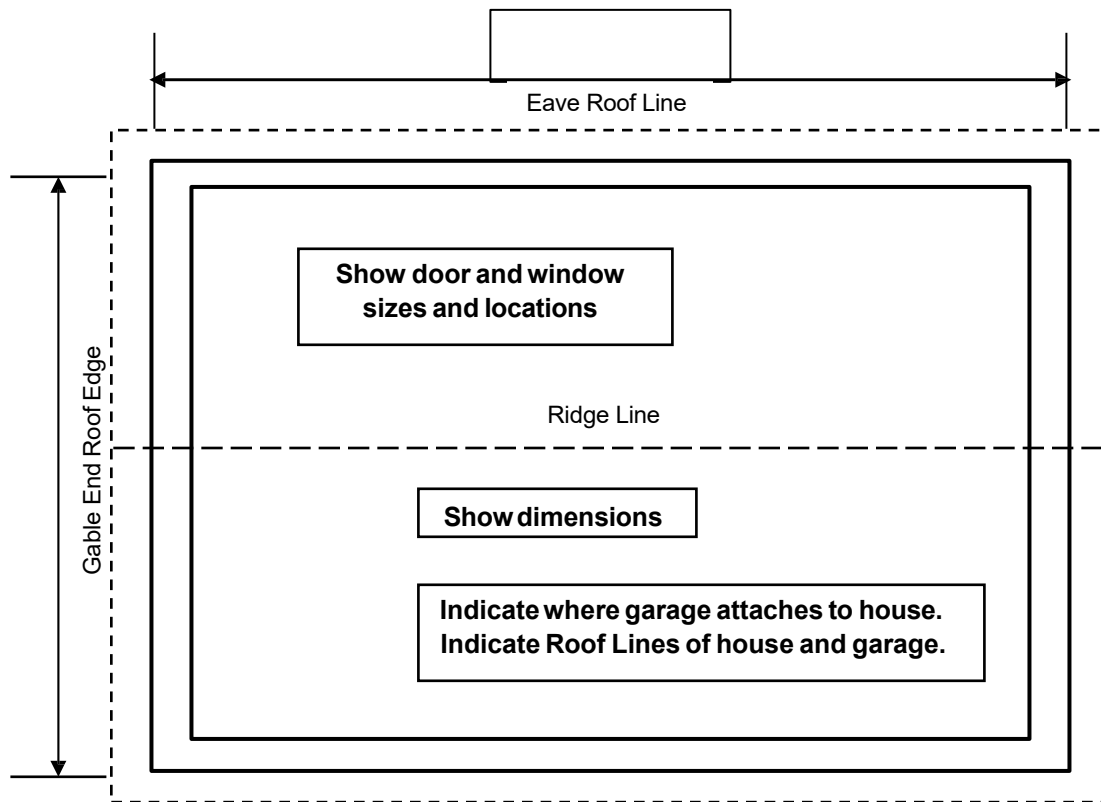 Eave Roof Line
Gable End Roof Edge
Show door and window
sizes and locations
Ridge Line
Show dimensions
Indicate where garage attaches to house.
Indicate Roof Lines of house and garage.